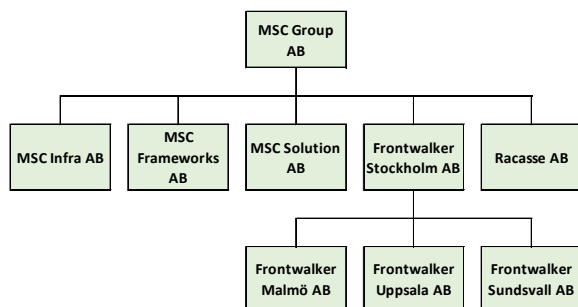 MSC Group
AB
MSC Infra AB
MSC
Frameworks
AB
MSC Solution
AB
Frontwalker
Stockholm AB
Racasse AB
Frontwalker
Malmö AB
Frontwalker
Uppsala AB
Frontwalker
Sundsvall AB